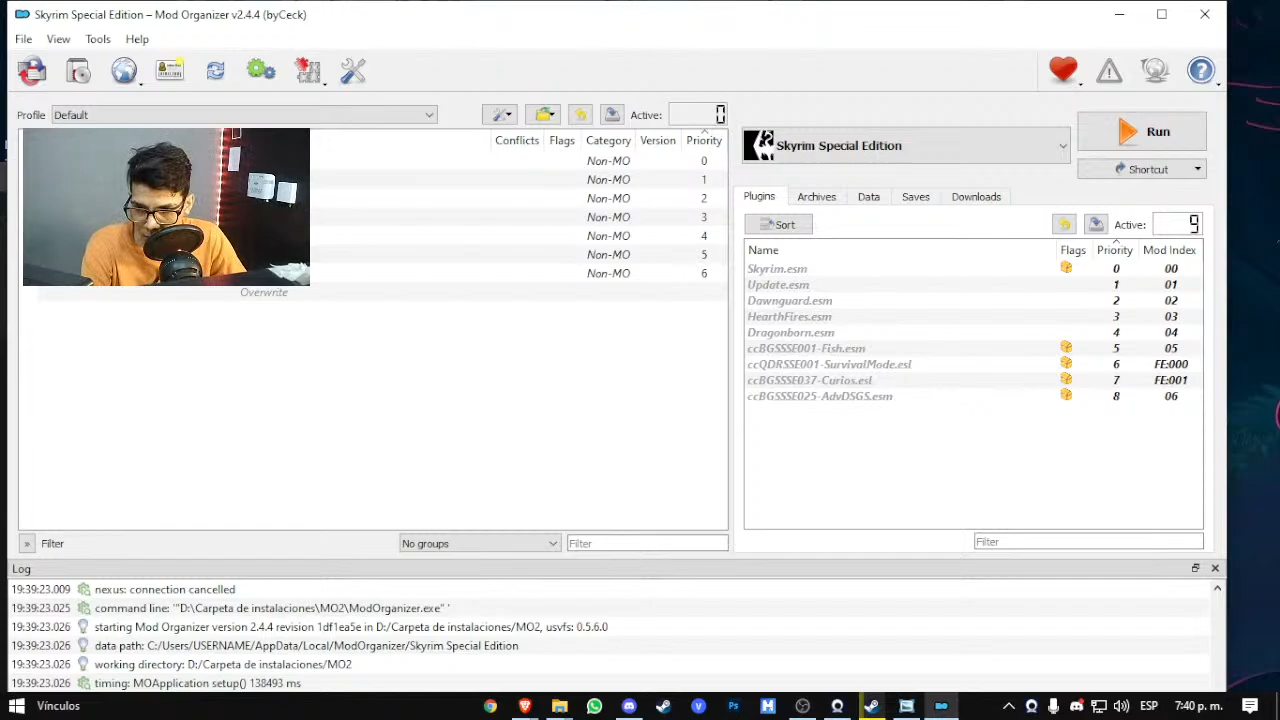 Skyrim Special Edition – Mod Organizer v2.4.4 (byCeck)
File View Tools Help
Profile Default Active: 0
Conflicts Flags Category Version Priority
Non-MO 0
Non-MO 1
Non-MO 2
Non-MO 3
Non-MO 4
Non-MO 5
Non-MO 6
Overwrite
» Filter No groups Filter
Skyrim Special Edition
Run
Shortcut
Plugins Archives Data Saves Downloads
Sort Active: 9
Name Flags Priority Mod Index
Skyrim.esm 0 00
Update.esm 1 01
Dawnguard.esm 2 02
HearthFires.esm 3 03
Dragonborn.esm 4 04
ccBGSSSE001-Fish.esm 5 05
ccQDRSSE001-SurvivalMode.esl 6 FE:000
ccBGSSSE037-Curios.esl 7 FE:001
ccBGSSSE025-AdvDSGS.esm 8 06
Filter
Log
19:39:23.009 nexus: connection cancelled
19:39:23.025 command line: '"D:\Carpeta de instalaciones\MO2\ModOrganizer.exe" '
19:39:23.026 starting Mod Organizer version 2.4.4 revision 1df1ea5e in D:/Carpeta de instalaciones/MO2, usvfs: 0.5.6.0
19:39:23.026 data path: C:/Users/USERNAME/AppData/Local/ModOrganizer/Skyrim Special Edition
19:39:23.026 working directory: D:/Carpeta de instalaciones/MO2
19:39:23.026 timing: MOApplication setup() 138493 ms
Vínculos ESP 7:40 p. m.